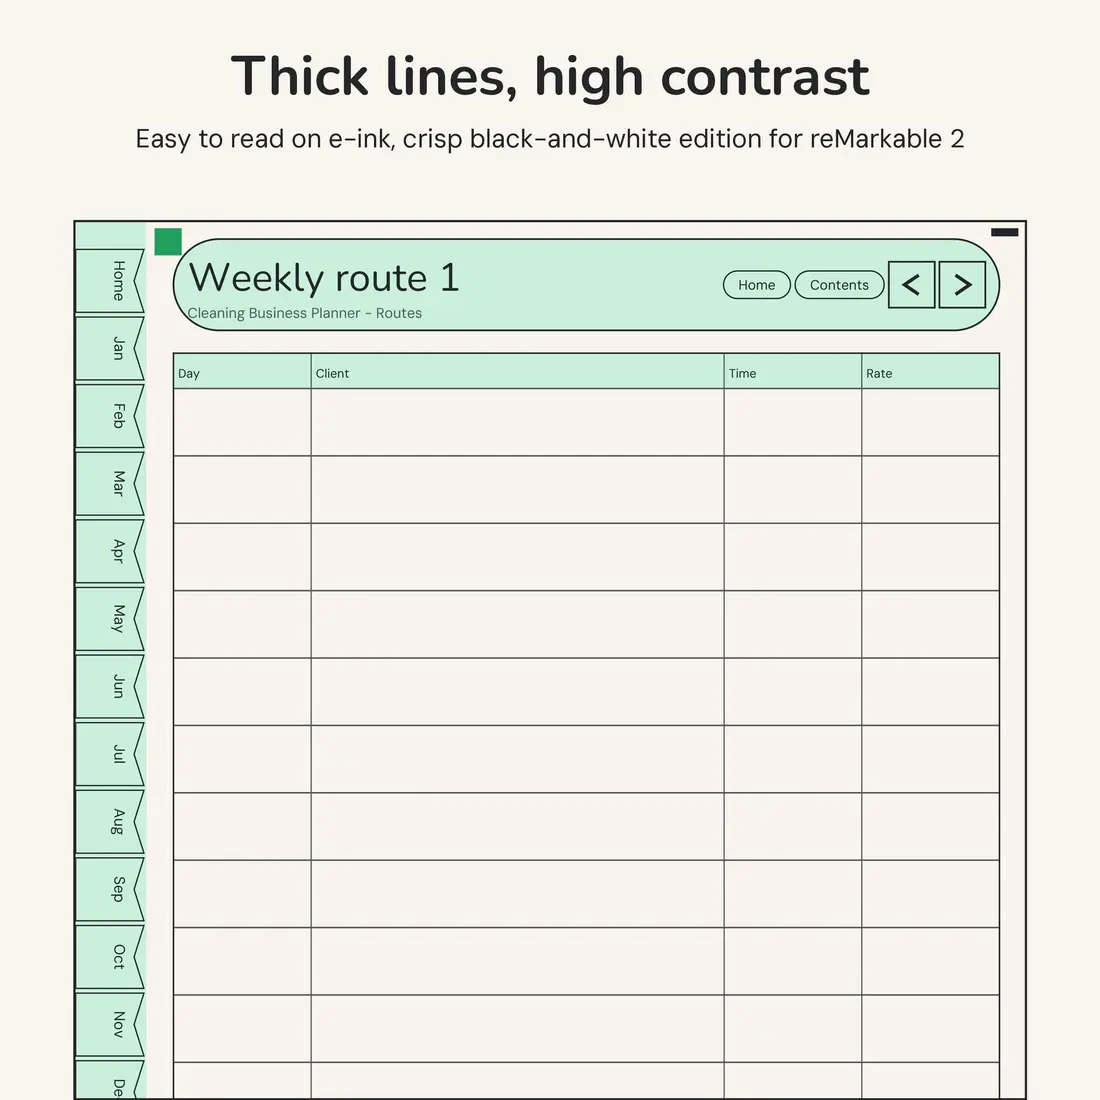 Thick lines, high contrast
Easy to read on e-ink, crisp black-and-white edition for reMarkable 2
Weekly route 1
Cleaning Business Planner - Routes
Home
Contents
<
>
Day
Client
Time
Rate
Home
Jan
Feb
Mar
Apr
May
Jun
Jul
Aug
Sep
Oct
Nov
De